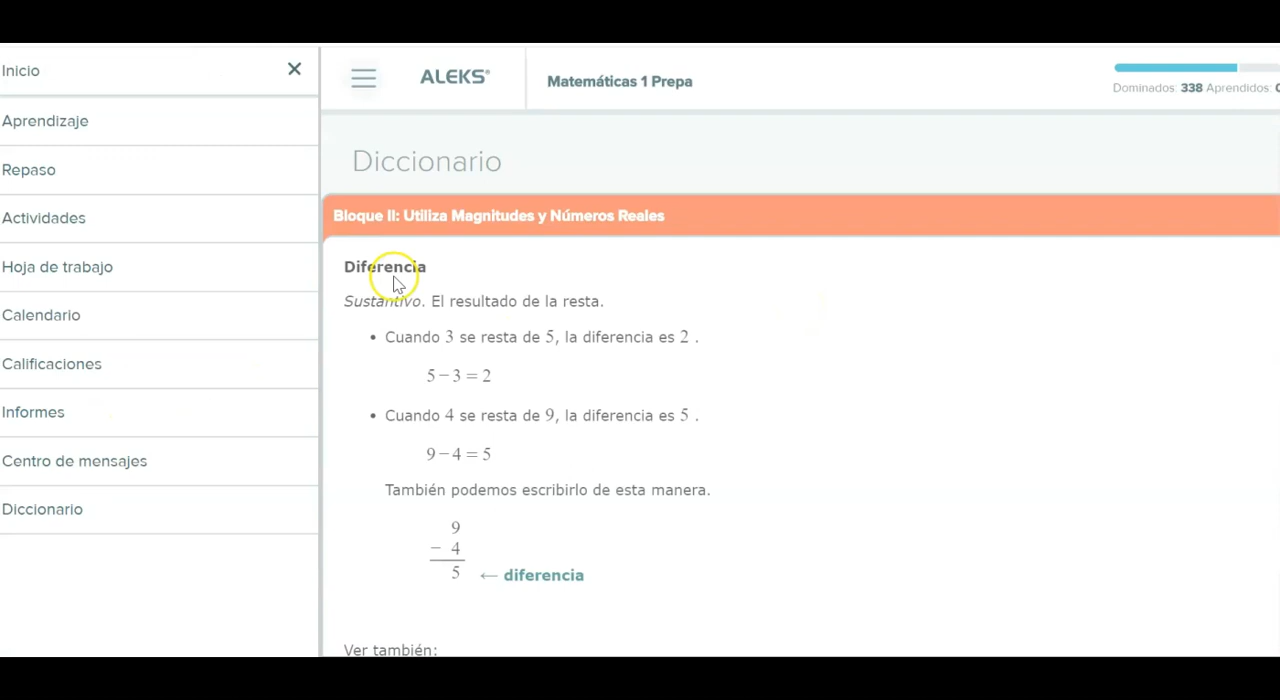 Inicio
Aprendizaje
Repaso
Actividades
Hoja de trabajo
Calendario
Calificaciones
Informes
Centro de mensajes
Diccionario
ALEKS®
Matemáticas 1 Prepa
Dominados: 338 Aprendidos:
Diccionario
Bloque II: Utiliza Magnitudes y Números Reales
Diferencia
Sustantivo. El resultado de la resta.
• Cuando 3 se resta de 5, la diferencia es 2 .
5 − 3 = 2
• Cuando 4 se resta de 9, la diferencia es 5 .
9 − 4 = 5
También podemos escribirlo de esta manera.
9
− 4
5 ← diferencia
Ver también: